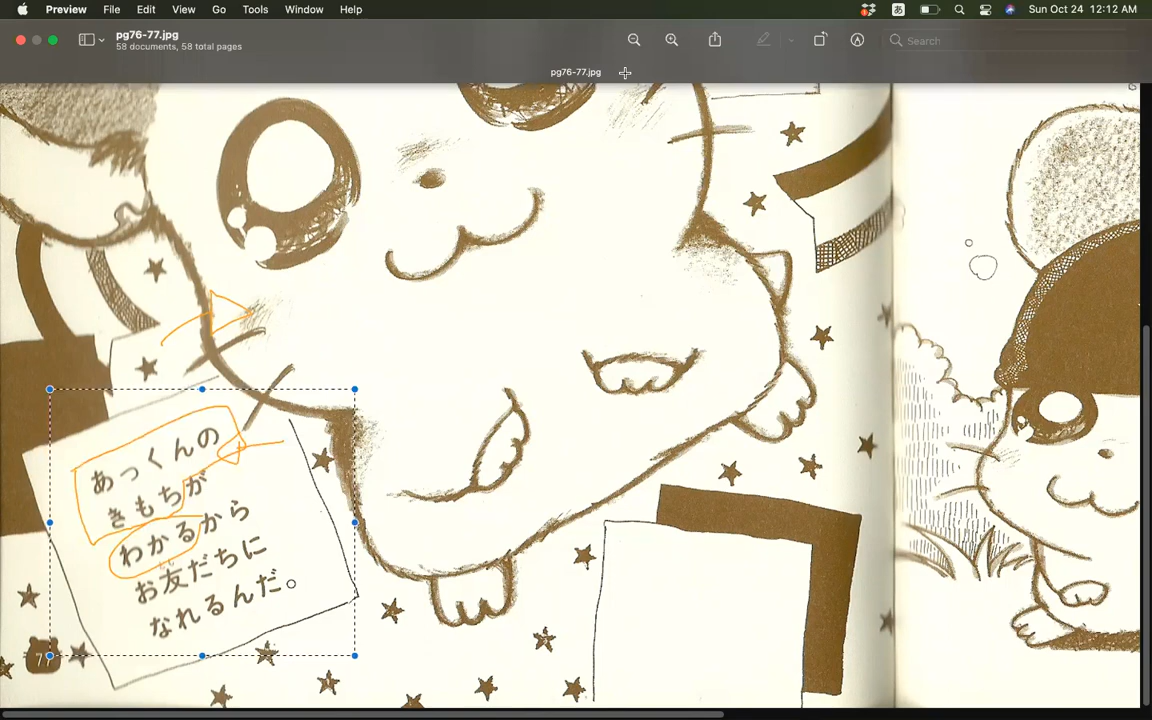 Preview File Edit View Go Tools Window Help
あ
Sun Oct 24 12:12 AM
pg76-77.jpg
58 documents, 58 total pages
Search
pg76-77.jpg
あっくんの
きもちが
わかるから
お友だちに
なれるんだ。
77